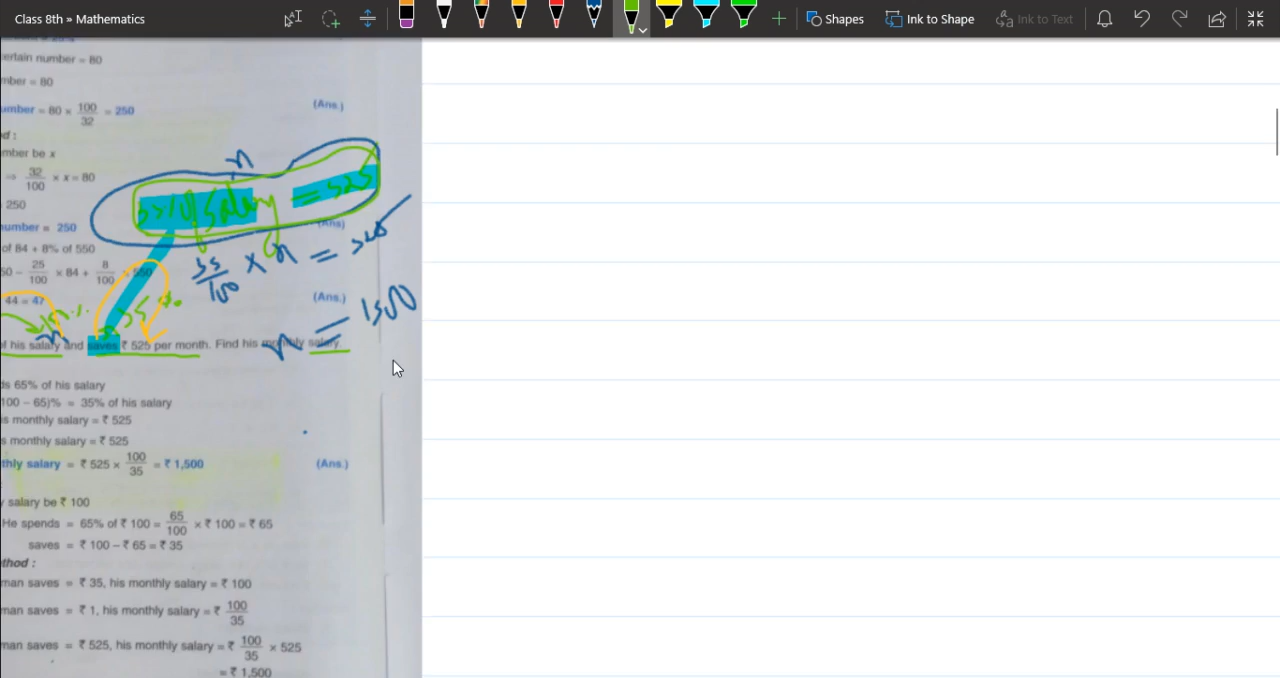 Class 8th » Mathematics
Shapes
Ink to Shape
Ink to Text
certain number = 80
mber = 80
umber = 80 × 100/32 = 250 (Ans.)
d :
mber be x
⇒ 32/100 × x = 80
250
number = 250 (Ans)
of 84 + 8% of 550
50 − 25/100 × 84 + 8/100 × 550
44 = 47 (Ans.)
35% of salary = 525
n
35/100 × n = 525
n = 1500
35%
n
f his salary and saves ₹ 525 per month. Find his monthly salary.
ds 65% of his salary
100 − 65)% = 35% of his salary
s monthly salary = ₹ 525
s monthly salary = ₹ 525
thly salary = ₹ 525 × 100/35 = ₹ 1,500 (Ans.)
y salary be ₹ 100
He spends = 65% of ₹ 100 = 65/100 × ₹ 100 = ₹ 65
saves = ₹ 100 − ₹ 65 = ₹ 35
thod :
man saves = ₹ 35, his monthly salary = ₹ 100
man saves = ₹ 1, his monthly salary = ₹ 100/35
man saves = ₹ 525, his monthly salary = ₹ 100/35 × 525
= ₹ 1,500